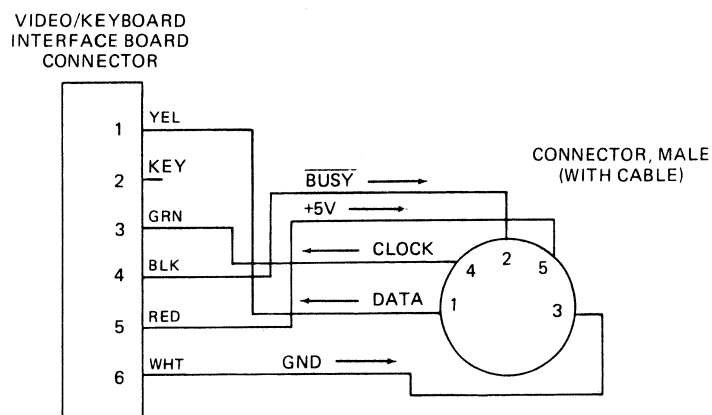 VIDEO/KEYBOARD
INTERFACE BOARD
CONNECTOR
1 YEL
2 KEY
3 GRN
4 BLK
5 RED
6 WHT
BUSY
+5V
CLOCK
DATA
GND
CONNECTOR, MALE
(WITH CABLE)
4 2 5
1 3